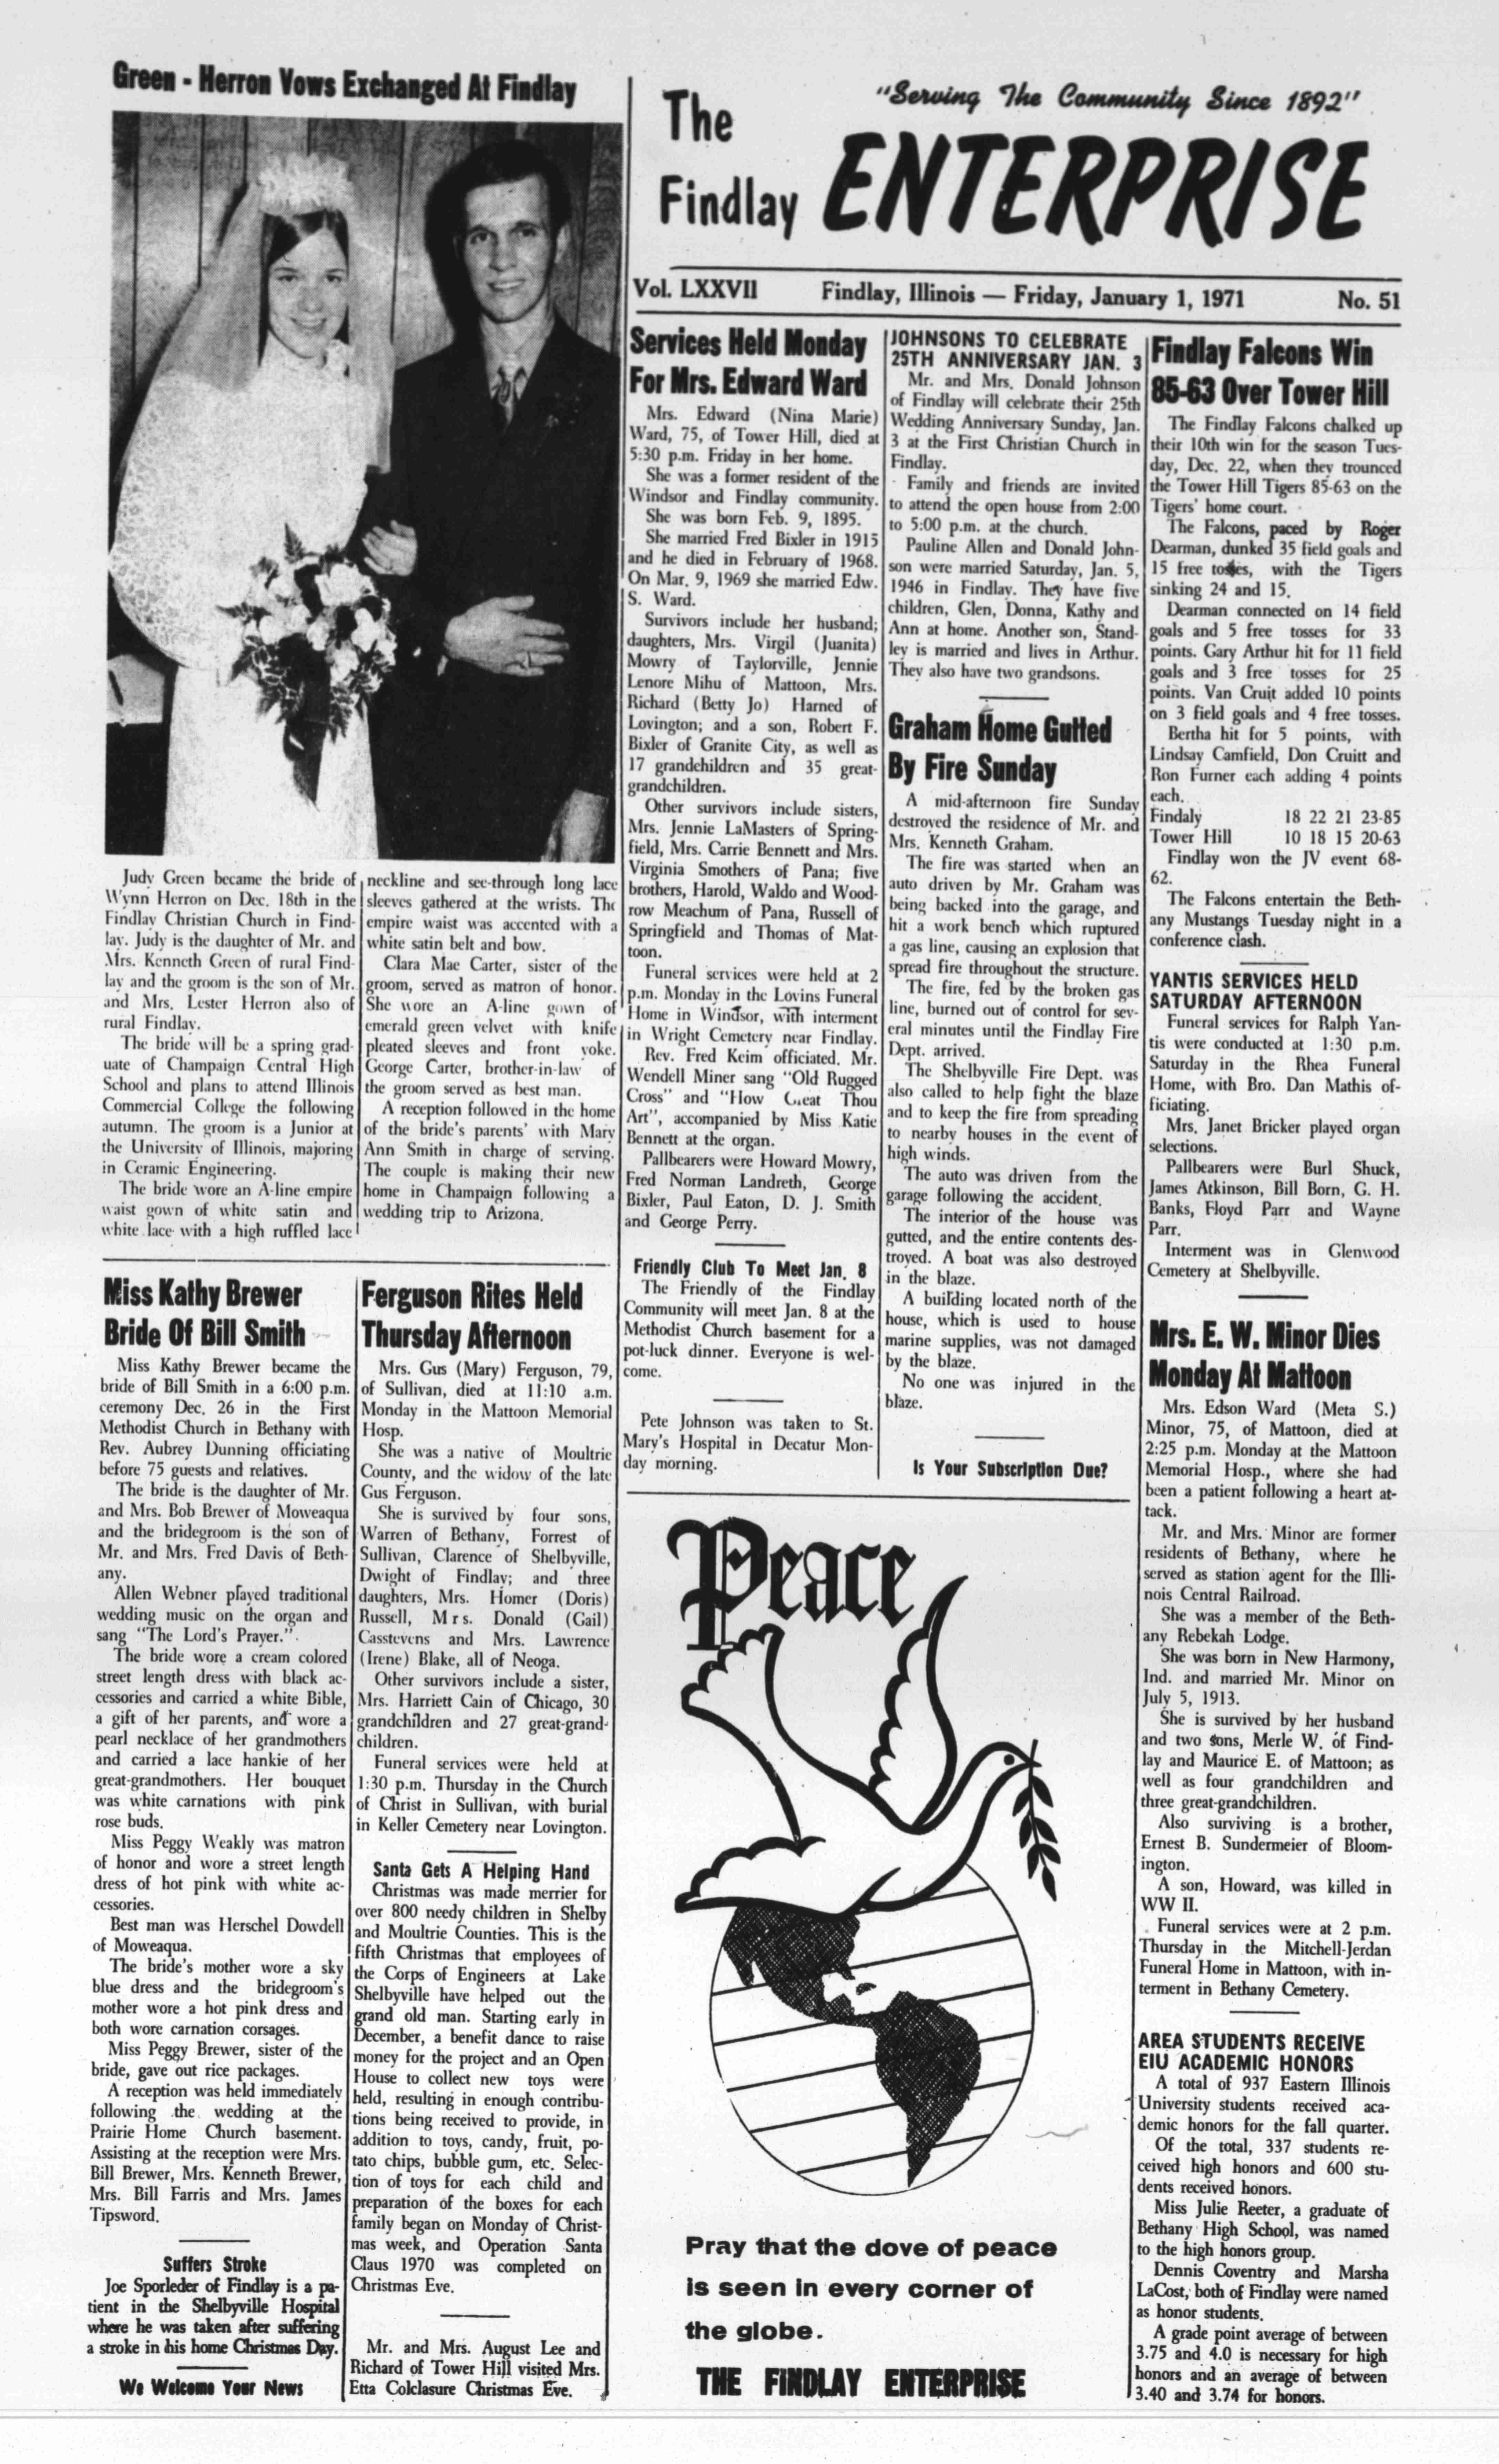 Green - Herron Vows Exchanged At Findlay
"Serving The Community Since 1892"
The
Findlay
ENTERPRISE
Vol. LXXVII Findlay, Illinois — Friday, January 1, 1971 No. 51
Judy Green became the bride of
Wynn Herron on Dec. 18th in the
Findlay Christian Church in Find-
lay. Judy is the daughter of Mr. and
Mrs. Kenneth Green of rural Find-
lay and the groom is the son of Mr.
and Mrs. Lester Herron also of
rural Findlay.
The bride will be a spring grad-
uate of Champaign Central High
School and plans to attend Illinois
Commercial College the following
autumn. The groom is a Junior at
the University of Illinois, majoring
in Ceramic Engineering.
The bride wore an A-line empire
waist gown of white satin and
white lace with a high ruffled lace
neckline and see-through long lace
sleeves gathered at the wrists. The
empire waist was accented with a
white satin belt and bow.
Clara Mae Carter, sister of the
groom, served as matron of honor.
She wore an A-line gown of
emerald green velvet with knife
pleated sleeves and front yoke.
George Carter, brother-in-law of
the groom served as best man.
A reception followed in the home
of the bride's parents' with Mary
Ann Smith in charge of serving.
The couple is making their new
home in Champaign following a
wedding trip to Arizona.
Miss Kathy Brewer
Bride Of Bill Smith
Miss Kathy Brewer became the
bride of Bill Smith in a 6:00 p.m.
ceremony Dec. 26 in the First
Methodist Church in Bethany with
Rev. Aubrey Dunning officiating
before 75 guests and relatives.
The bride is the daughter of Mr.
and Mrs. Bob Brewer of Moweaqua
and the bridegroom is the son of
Mr. and Mrs. Fred Davis of Beth-
any.
Allen Webner played traditional
wedding music on the organ and
sang "The Lord's Prayer."
The bride wore a cream colored
street length dress with black ac-
cessories and carried a white Bible,
a gift of her parents, and wore a
pearl necklace of her grandmothers
and carried a lace hankie of her
great-grandmothers. Her bouquet
was white carnations with pink
rose buds.
Miss Peggy Weakly was matron
of honor and wore a street length
dress of hot pink with white ac-
cessories.
Best man was Herschel Dowdell
of Moweaqua.
The bride's mother wore a sky
blue dress and the bridegroom's
mother wore a hot pink dress and
both wore carnation corsages.
Miss Peggy Brewer, sister of the
bride, gave out rice packages.
A reception was held immediately
following the wedding at the
Prairie Home Church basement.
Assisting at the reception were Mrs.
Bill Brewer, Mrs. Kenneth Brewer,
Mrs. Bill Farris and Mrs. James
Tipsword.
Suffers Stroke
Joe Sporleder of Findlay is a pa-
tient in the Shelbyville Hospital
where he was taken after suffering
a stroke in his home Christmas Day.
We Welcome Your News
Ferguson Rites Held
Thursday Afternoon
Mrs. Gus (Mary) Ferguson, 79,
of Sullivan, died at 11:10 a.m.
Monday in the Mattoon Memorial
Hosp.
She was a native of Moultrie
County, and the widow of the late
Gus Ferguson.
She is survived by four sons,
Warren of Bethany, Forrest of
Sullivan, Clarence of Shelbyville,
Dwight of Findlay; and three
daughters, Mrs. Homer (Doris)
Russell, Mrs. Donald (Gail)
Casstevens and Mrs. Lawrence
(Irene) Blake, all of Neoga.
Other survivors include a sister,
Mrs. Harriett Cain of Chicago, 30
grandchildren and 27 great-grand-
children.
Funeral services were held at
1:30 p.m. Thursday in the Church
of Christ in Sullivan, with burial
in Keller Cemetery near Lovington.
Santa Gets A Helping Hand
Christmas was made merrier for
over 800 needy children in Shelby
and Moultrie Counties. This is the
fifth Christmas that employees of
the Corps of Engineers at Lake
Shelbyville have helped out the
grand old man. Starting early in
December, a benefit dance to raise
money for the project and an Open
House to collect new toys were
held, resulting in enough contribu-
tions being received to provide, in
addition to toys, candy, fruit, po-
tato chips, bubble gum, etc. Selec-
tion of toys for each child and
preparation of the boxes for each
family began on Monday of Christ-
mas week, and Operation Santa
Claus 1970 was completed on
Christmas Eve.
Mr. and Mrs. August Lee and
Richard of Tower Hill visited Mrs.
Etta Colclasure Christmas Eve.
Services Held Monday
For Mrs. Edward Ward
Mrs. Edward (Nina Marie)
Ward, 75, of Tower Hill, died at
5:30 p.m. Friday in her home.
She was a former resident of the
Windsor and Findlay community.
She was born Feb. 9, 1895.
She married Fred Bixler in 1915
and he died in February of 1968.
On Mar. 9, 1969 she married Edw.
S. Ward.
Survivors include her husband;
daughters, Mrs. Virgil (Juanita)
Mowry of Taylorville, Jennie
Lenore Mihu of Mattoon, Mrs.
Richard (Betty Jo) Harned of
Lovington; and a son, Robert F.
Bixler of Granite City, as well as
17 grandchildren and 35 great-
grandchildren.
Other survivors include sisters,
Mrs. Jennie LaMasters of Spring-
field, Mrs. Carrie Bennett and Mrs.
Virginia Smothers of Pana; five
brothers, Harold, Waldo and Wood-
row Meachum of Pana, Russell of
Springfield and Thomas of Mat-
toon.
Funeral services were held at 2
p.m. Monday in the Lovins Funeral
Home in Windsor, with interment
in Wright Cemetery near Findlay.
Rev. Fred Keim officiated. Mr.
Wendell Miner sang "Old Rugged
Cross" and "How Great Thou
Art", accompanied by Miss Katie
Bennett at the organ.
Pallbearers were Howard Mowry,
Fred Norman Landreth, George
Bixler, Paul Eaton, D. J. Smith
and George Perry.
Friendly Club To Meet Jan. 8
The Friendly of the Findlay
Community will meet Jan. 8 at the
Methodist Church basement for a
pot-luck dinner. Everyone is wel-
come.
Pete Johnson was taken to St.
Mary's Hospital in Decatur Mon-
day morning.
JOHNSONS TO CELEBRATE
25TH ANNIVERSARY JAN. 3
Mr. and Mrs. Donald Johnson
of Findlay will celebrate their 25th
Wedding Anniversary Sunday, Jan.
3 at the First Christian Church in
Findlay.
Family and friends are invited
to attend the open house from 2:00
to 5:00 p.m. at the church.
Pauline Allen and Donald John-
son were married Saturday, Jan. 5,
1946 in Findlay. They have five
children, Glen, Donna, Kathy and
Ann at home. Another son, Stand-
ley is married and lives in Arthur.
They also have two grandsons.
Graham Home Gutted
By Fire Sunday
A mid-afternoon fire Sunday
destroyed the residence of Mr. and
Mrs. Kenneth Graham.
The fire was started when an
auto driven by Mr. Graham was
being backed into the garage, and
hit a work bench which ruptured
a gas line, causing an explosion that
spread fire throughout the structure.
The fire, fed by the broken gas
line, burned out of control for sev-
eral minutes until the Findlay Fire
Dept. arrived.
The Shelbyville Fire Dept. was
also called to help fight the blaze
and to keep the fire from spreading
to nearby houses in the event of
high winds.
The auto was driven from the
garage following the accident.
The interior of the house was
gutted, and the entire contents des-
troyed. A boat was also destroyed
in the blaze.
A building located north of the
house, which is used to house
marine supplies, was not damaged
by the blaze.
No one was injured in the
blaze.
Is Your Subscription Due?
Peace
Pray that the dove of peace
is seen in every corner of
the globe.
THE FINDLAY ENTERPRISE
Findlay Falcons Win
85-63 Over Tower Hill
The Findlay Falcons chalked up
their 10th win for the season Tues-
day, Dec. 22, when they trounced
the Tower Hill Tigers 85-63 on the
Tigers' home court.
The Falcons, paced by Roger
Dearman, dunked 35 field goals and
15 free tosses, with the Tigers
sinking 24 and 15.
Dearman connected on 14 field
goals and 5 free tosses for 33
points. Gary Arthur hit for 11 field
goals and 3 free tosses for 25
points. Van Cruit added 10 points
on 3 field goals and 4 free tosses.
Bertha hit for 5 points, with
Lindsay Camfield, Don Cruitt and
Ron Furner each adding 4 points
each.
Findaly 18 22 21 23-85
Tower Hill 10 18 15 20-63
Findlay won the JV event 68-
62.
The Falcons entertain the Beth-
any Mustangs Tuesday night in a
conference clash.
YANTIS SERVICES HELD
SATURDAY AFTERNOON
Funeral services for Ralph Yan-
tis were conducted at 1:30 p.m.
Saturday in the Rhea Funeral
Home, with Bro. Dan Mathis of-
ficiating.
Mrs. Janet Bricker played organ
selections.
Pallbearers were Burl Shuck,
James Atkinson, Bill Born, G. H.
Banks, Floyd Parr and Wayne
Parr.
Interment was in Glenwood
Cemetery at Shelbyville.
Mrs. E. W. Minor Dies
Monday At Mattoon
Mrs. Edson Ward (Meta S.)
Minor, 75, of Mattoon, died at
2:25 p.m. Monday at the Mattoon
Memorial Hosp., where she had
been a patient following a heart at-
tack.
Mr. and Mrs. Minor are former
residents of Bethany, where he
served as station agent for the Illi-
nois Central Railroad.
She was a member of the Beth-
any Rebekah Lodge.
She was born in New Harmony,
Ind. and married Mr. Minor on
July 5, 1913.
She is survived by her husband
and two sons, Merle W. of Find-
lay and Maurice E. of Mattoon; as
well as four grandchildren and
three great-grandchildren.
Also surviving is a brother,
Ernest B. Sundermeier of Bloom-
ington.
A son, Howard, was killed in
WW II.
Funeral services were at 2 p.m.
Thursday in the Mitchell-Jerdan
Funeral Home in Mattoon, with in-
terment in Bethany Cemetery.
AREA STUDENTS RECEIVE
EIU ACADEMIC HONORS
A total of 937 Eastern Illinois
University students received aca-
demic honors for the fall quarter.
Of the total, 337 students re-
ceived high honors and 600 stu-
dents received honors.
Miss Julie Reeter, a graduate of
Bethany High School, was named
to the high honors group.
Dennis Coventry and Marsha
LaCost, both of Findlay were named
as honor students.
A grade point average of between
3.75 and 4.0 is necessary for high
honors and an average of between
3.40 and 3.74 for honors.